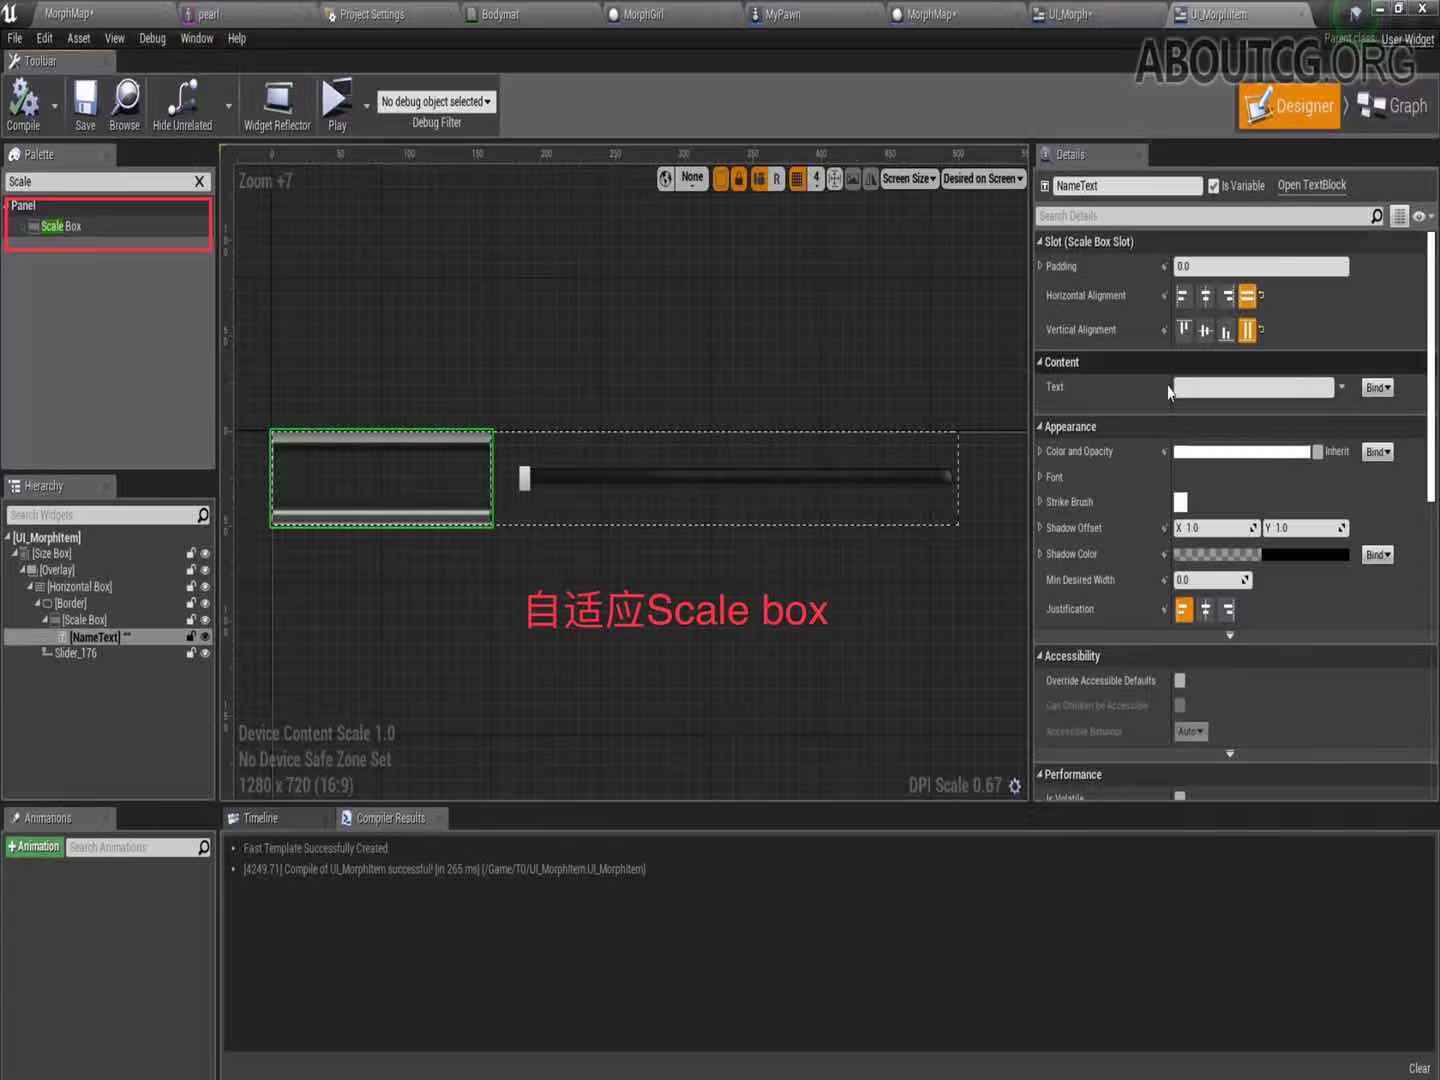 MorphMap*
pearl
Project Settings
Bodymat
MorphGirl
MyPawn
MorphMap*
UI_Morph*
UI_MorphItem
File Edit Asset View Debug Window Help
Parent class: User Widget
ABOUTCG.ORG
Toolbar
Compile
Save
Browse
Hide Unrelated
Widget Reflector
Play
No debug object selected
Debug Filter
Designer
Graph
Palette
Scale
Panel
Scale Box
Hierarchy
Search Widgets
[UI_MorphItem]
[Size Box]
[Overlay]
[Horizontal Box]
[Border]
[Scale Box]
[NameText] ""
Slider_176
Zoom +7
0 50 100 150 200 250 300 350 400 450 500
None
R
4
Screen Size
Desired on Screen
自适应Scale box
Device Content Scale 1.0
No Device Safe Zone Set
1280 x 720 (16:9)
DPI Scale 0.67
Details
NameText
Is Variable
Open TextBlock
Search Details
Slot (Scale Box Slot)
Padding
0.0
Horizontal Alignment
Vertical Alignment
Content
Text
Bind
Appearance
Color and Opacity
Inherit
Bind
Font
Strike Brush
Shadow Offset
X 1.0
Y 1.0
Shadow Color
Bind
Min Desired Width
0.0
Justification
Accessibility
Override Accessible Defaults
Can Children be Accessible
Accessible Behavior
Auto
Performance
Is Volatile
Animations
+Animation
Search Animations
Timeline
Compiler Results
Fast Template Successfully Created
[4249.71] Compile of UI_MorphItem successful! [in 265 ms] (/Game/T0/UI_MorphItem.UI_MorphItem)
Clear